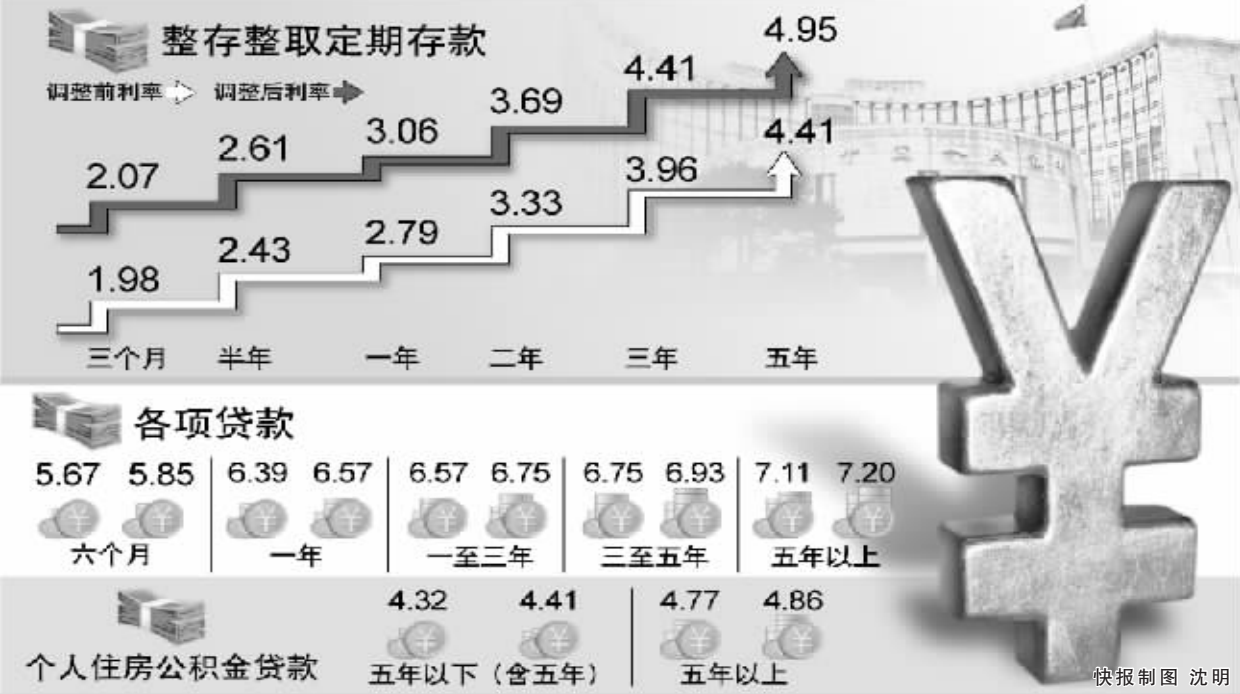 整存整取定期存款
调整前利率 调整后利率
4.95
4.41
3.69
3.06
2.61
2.07
4.41
3.96
3.33
2.79
2.43
1.98
三个月 半年 一年 二年 三年 五年
各项贷款
5.67 5.85 6.39 6.57 6.57 6.75 6.75 6.93 7.11 7.20
六个月 一年 一至三年 三至五年 五年以上
4.32 4.41 4.77 4.86
个人住房公积金贷款 五年以下（含五年） 五年以上
快报制图 沈明